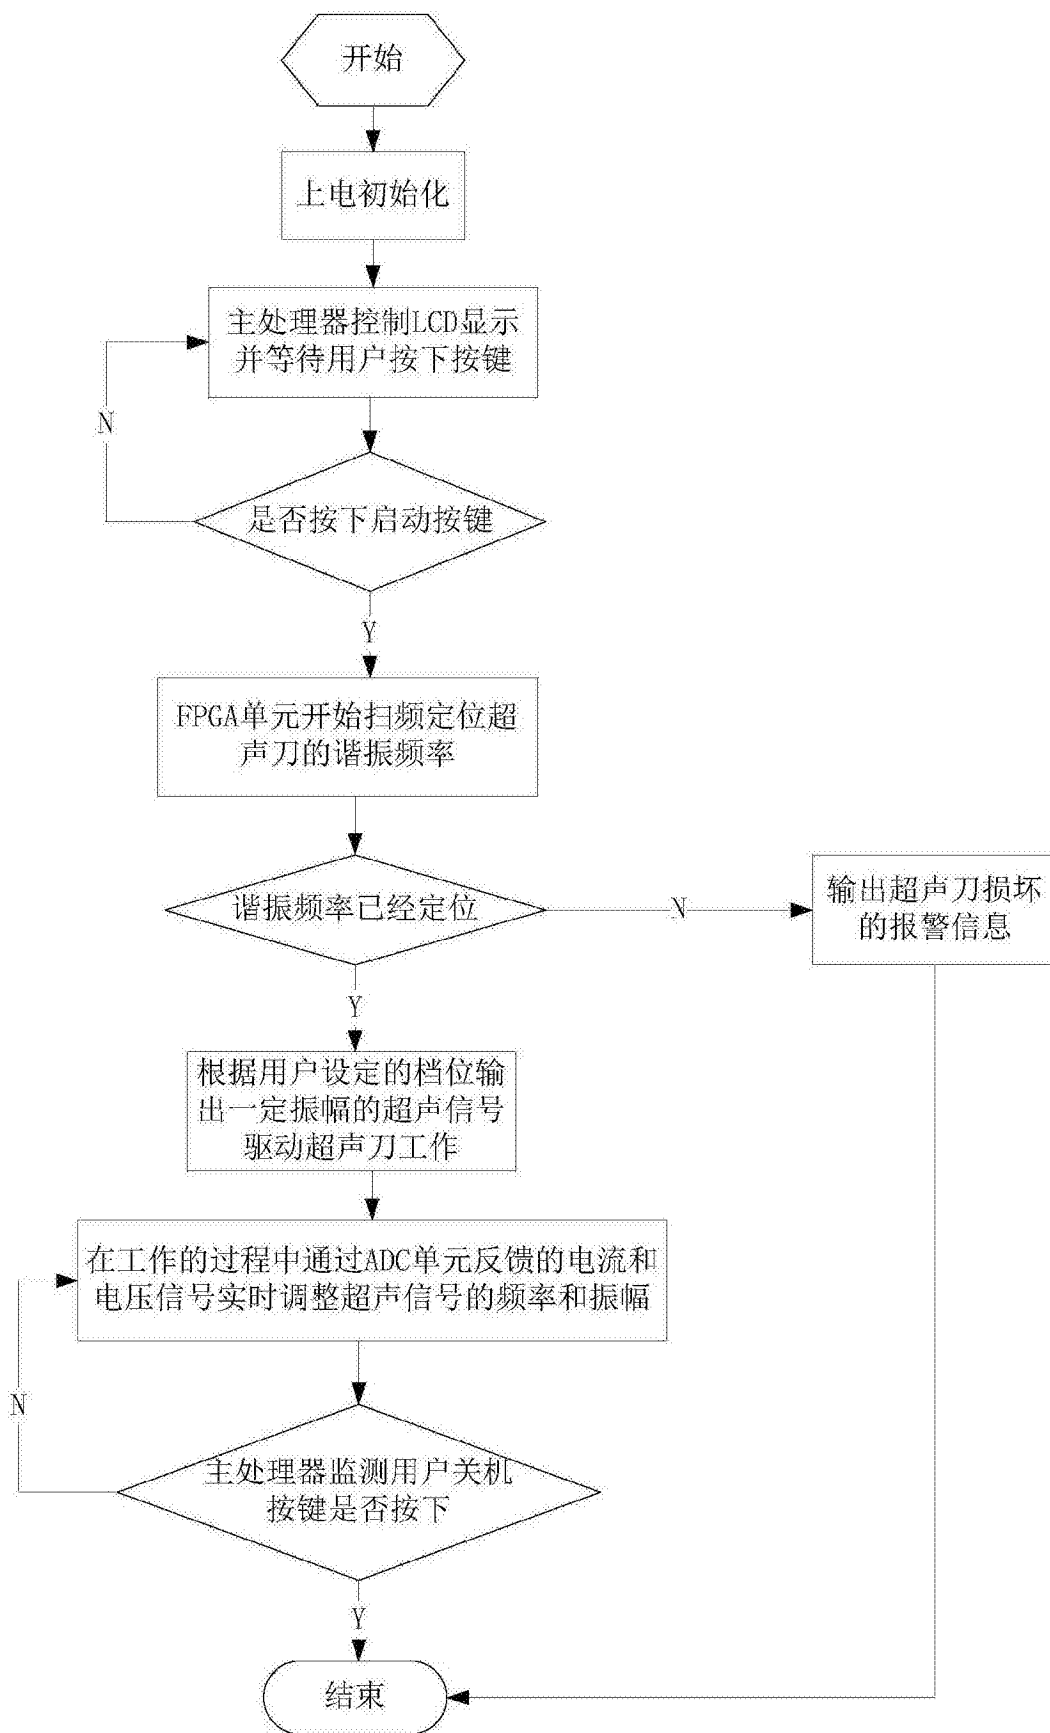 开始
上电初始化
主处理器控制LCD显示
并等待用户按下按键
N
是否按下启动按键
Y
FPGA单元开始扫频定位超
声刀的谐振频率
谐振频率已经定位
N
输出超声刀损坏
的报警信息
Y
根据用户设定的档位输
出一定振幅的超声信号
驱动超声刀工作
在工作的过程中通过ADC单元反馈的电流和
电压信号实时调整超声信号的频率和振幅
N
主处理器监测用户关机
按键是否按下
Y
结束